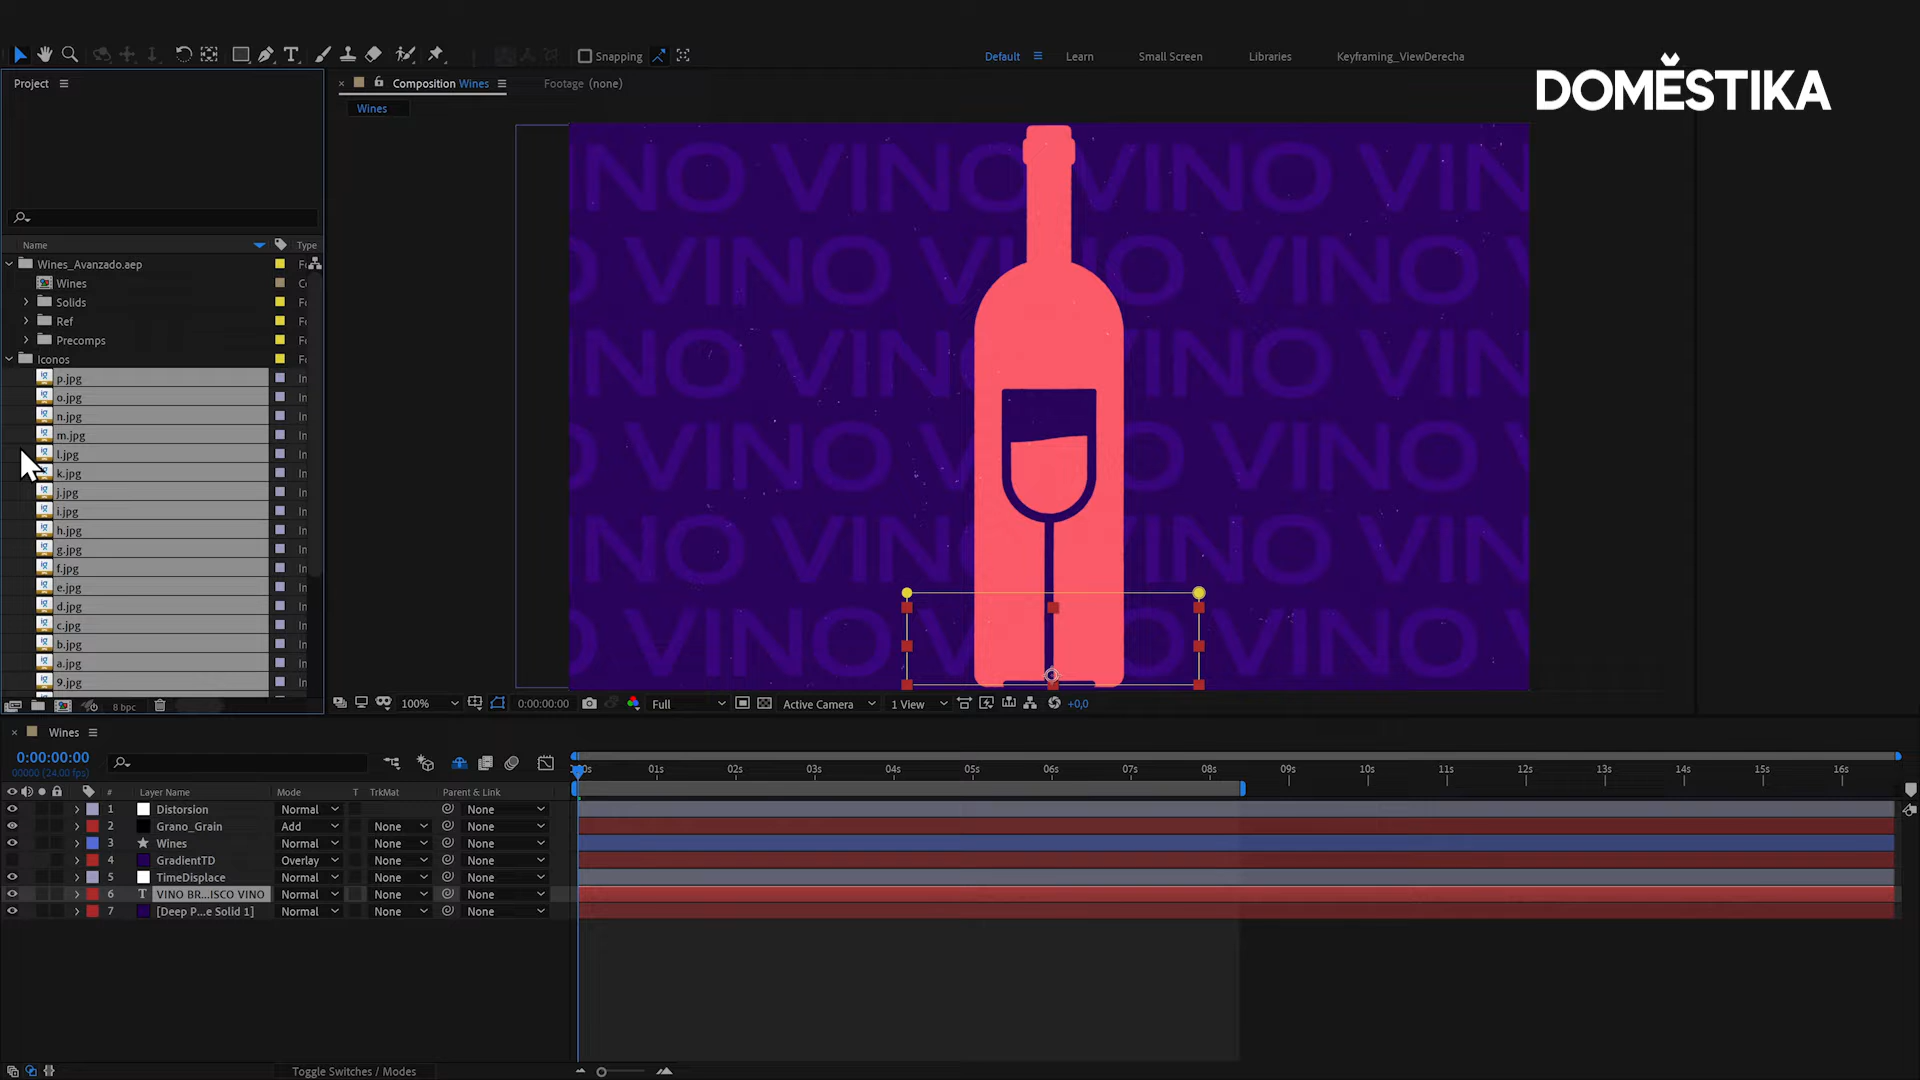 Snapping
Default
Learn
Small Screen
Libraries
Keyframing_ViewDerecha
DOMĚSTIKA
Project
Composition Wines
Footage (none)
Wines
NO VINO VINO VINO VIN
O VINO VINO VINO VINO V
NO VINO VINO VINO VIN
O VINO VINO VINO VINO V
NO VINO VINO VINO VIN
O VINO VINO VINO VINO V
Name
Type
Wines_Avanzado.aep
Wines
Solids
Ref
Precomps
Iconos
p.jpg
o.jpg
n.jpg
m.jpg
l.jpg
k.jpg
j.jpg
i.jpg
h.jpg
g.jpg
f.jpg
e.jpg
d.jpg
c.jpg
b.jpg
a.jpg
9.jpg
8 bpc
100%
0:00:00:00
Full
Active Camera
1 View
+0,0
Wines
0:00:00:00
00000 (24.00 fps)
01s 02s 03s 04s 05s 06s 07s 08s 09s 10s 11s 12s 13s 14s 15s 16s
# Layer Name Mode T TrkMat Parent & Link
1 Distorsion Normal None
2 Grano_Grain Add None None
3 Wines Normal None None
4 GradientTD Overlay None None
5 TimeDisplace Normal None None
6 T VINO BR...ISCO VINO Normal None None
7 [Deep P...e Solid 1] Normal None None
Toggle Switches / Modes